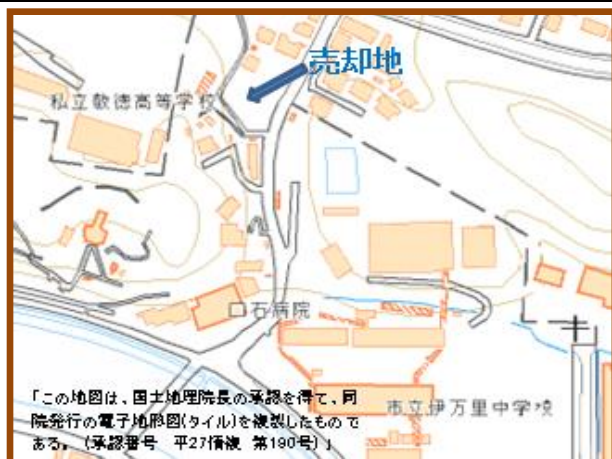 売却地
私立敬徳高等学校
口石病院
市立伊万里中学校
「この地図は、国土地理院長の承認を得て、同
院発行の電子地形図(タイル)を複製したもので
ある。(承認番号 平27情複 第190号)」